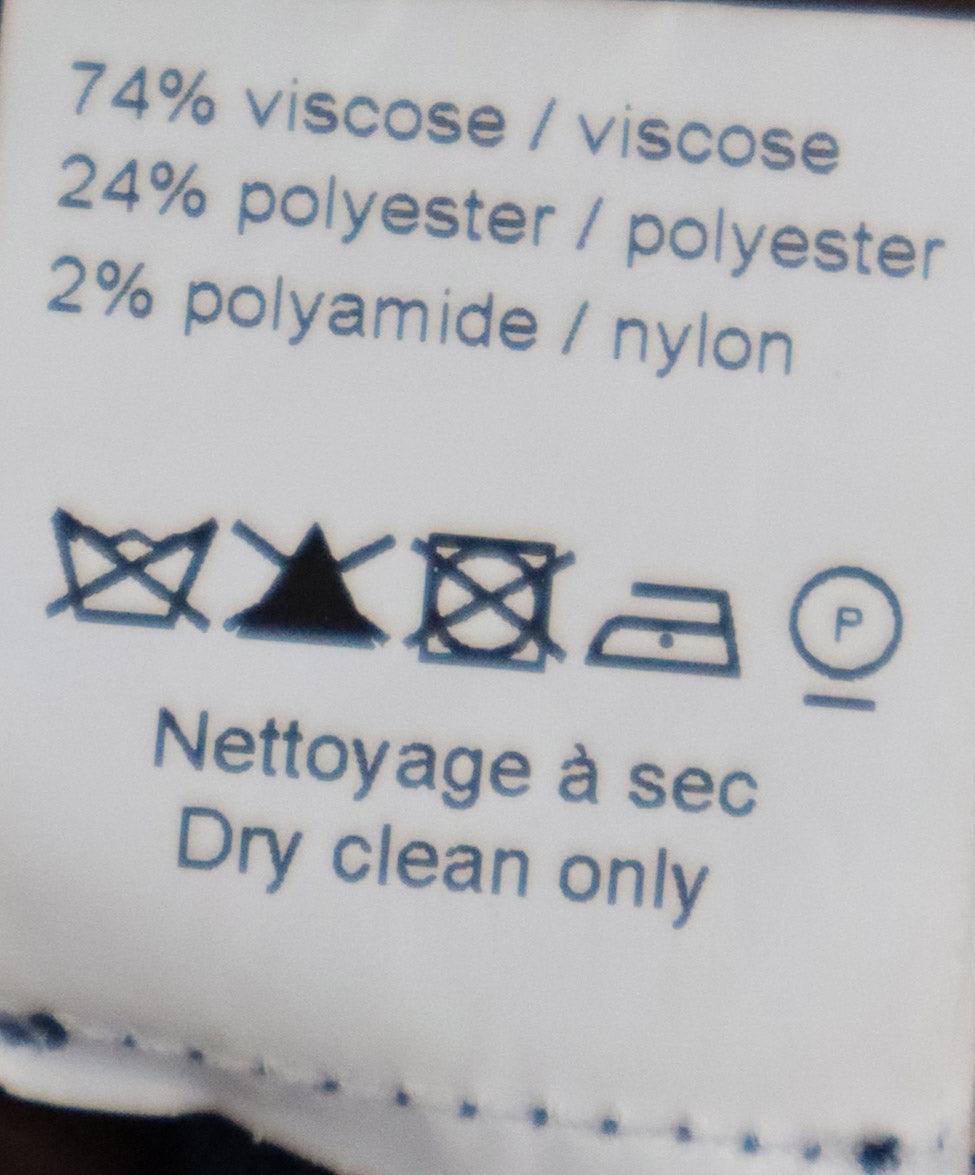 74% viscose / viscose
24% polyester / polyester
2% polyamide / nylon
P
Nettoyage à sec
Dry clean only